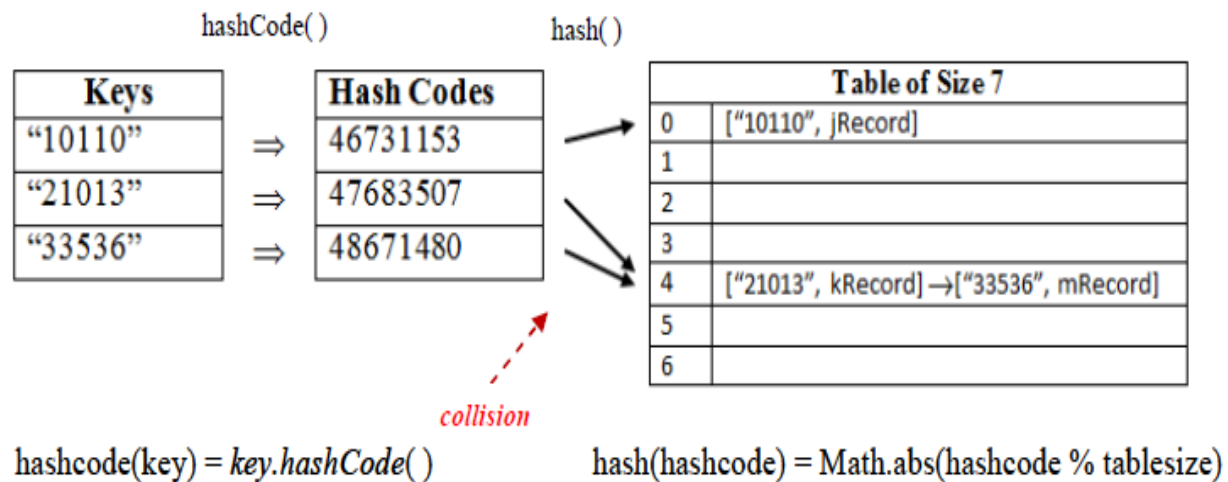 hashCode( ) hash( )
Keys Hash Codes Table of Size 7
“10110” ⇒ 46731153 0 [“10110”, jRecord]
1
“21013” ⇒ 47683507 2
3
“33536” ⇒ 48671480 4 [“21013”, kRecord]→[“33536”, mRecord]
5
6
collision
hashcode(key) = key.hashCode( ) hash(hashcode) = Math.abs(hashcode % tablesize)